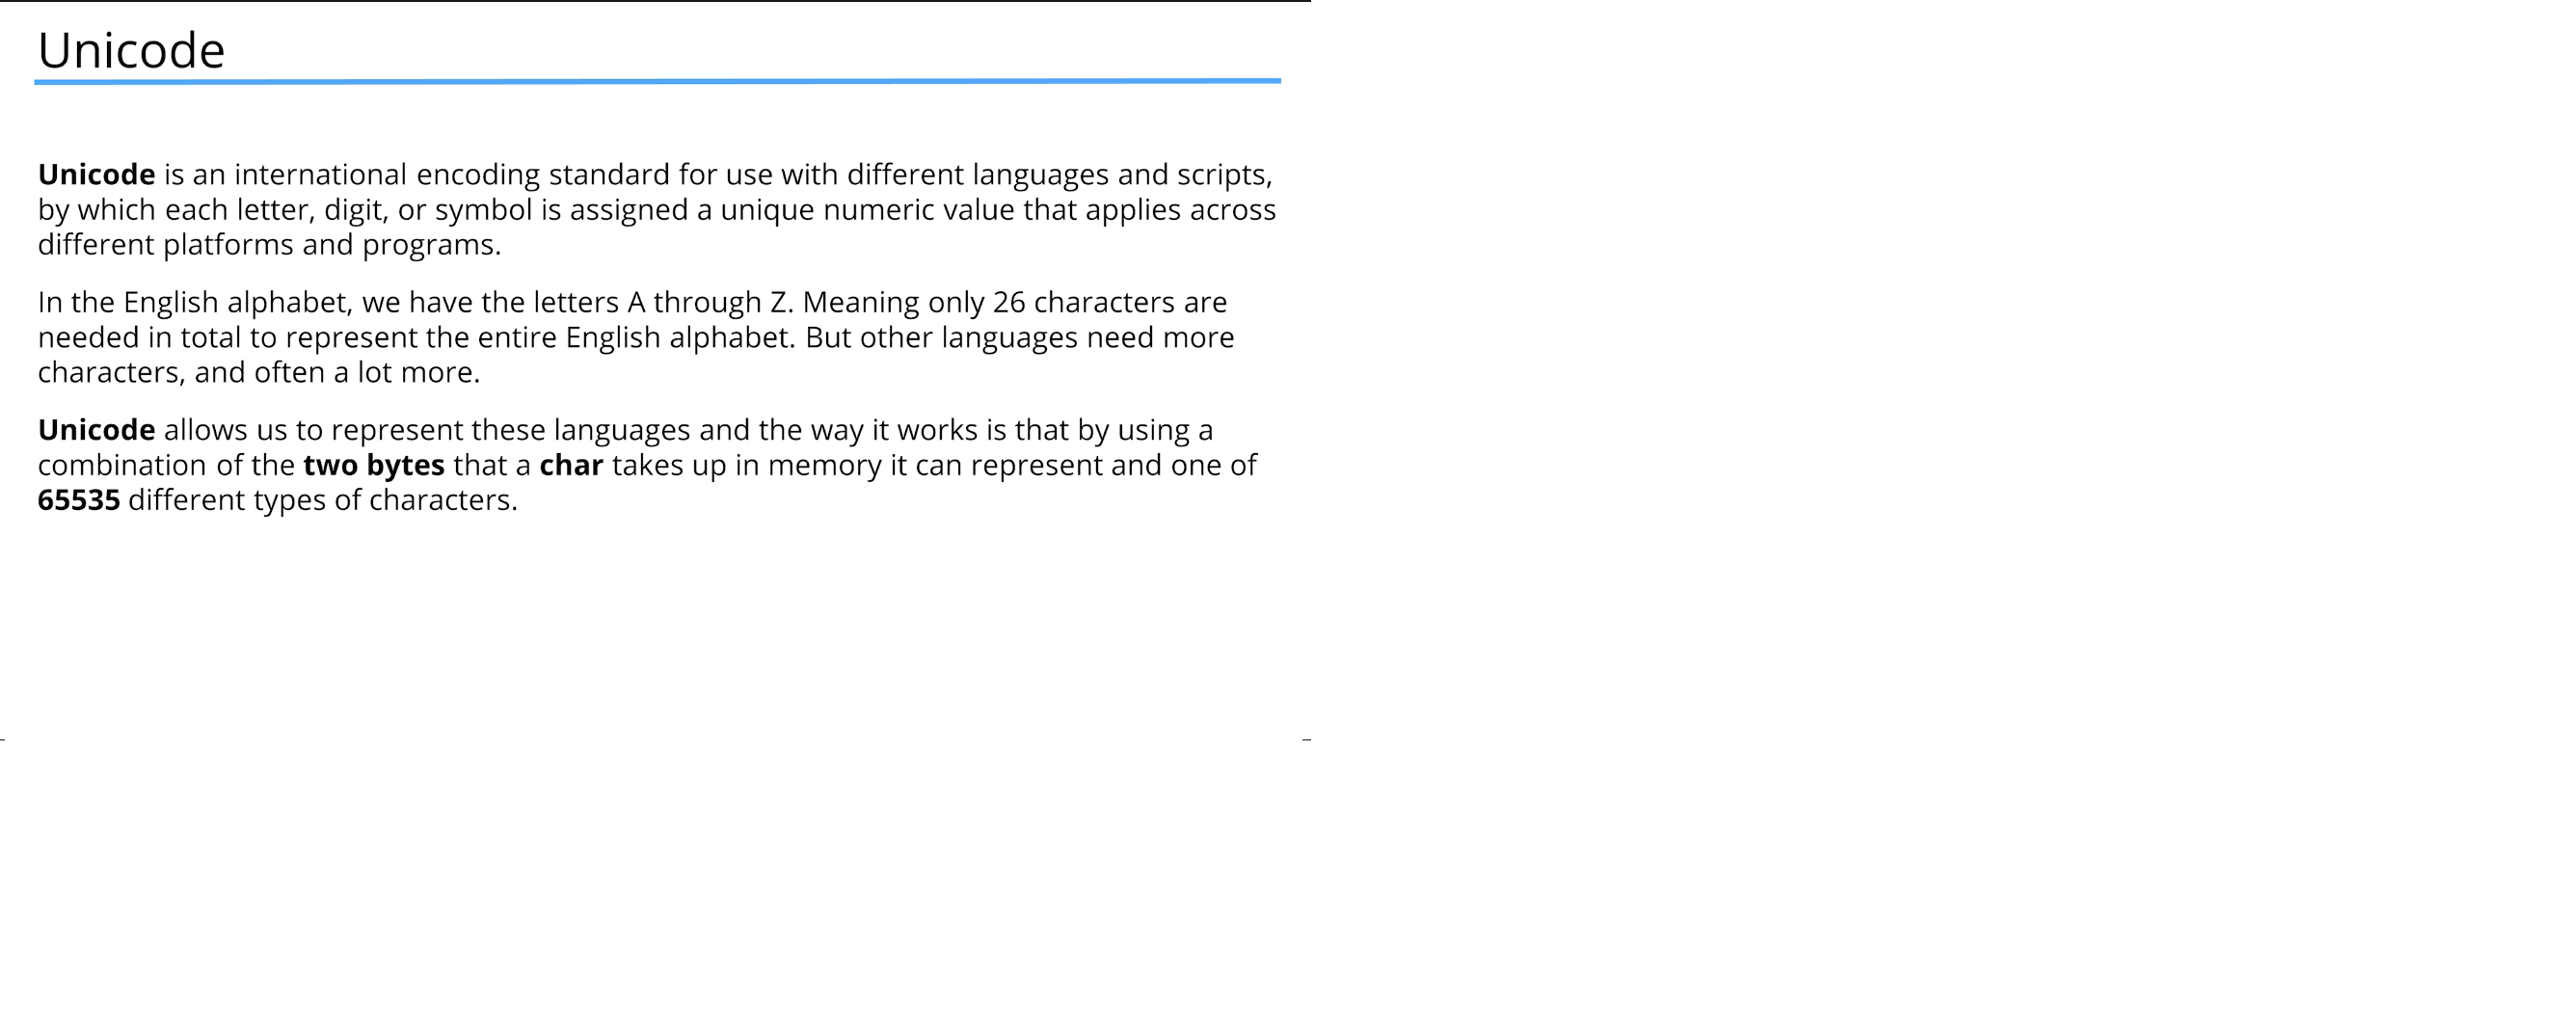 Unicode
Unicode is an international encoding standard for use with different languages and scripts,
by which each letter, digit, or symbol is assigned a unique numeric value that applies across
different platforms and programs.
In the English alphabet, we have the letters A through Z. Meaning only 26 characters are
needed in total to represent the entire English alphabet. But other languages need more
characters, and often a lot more.
Unicode allows us to represent these languages and the way it works is that by using a
combination of the two bytes that a char takes up in memory it can represent and one of
65535 different types of characters.